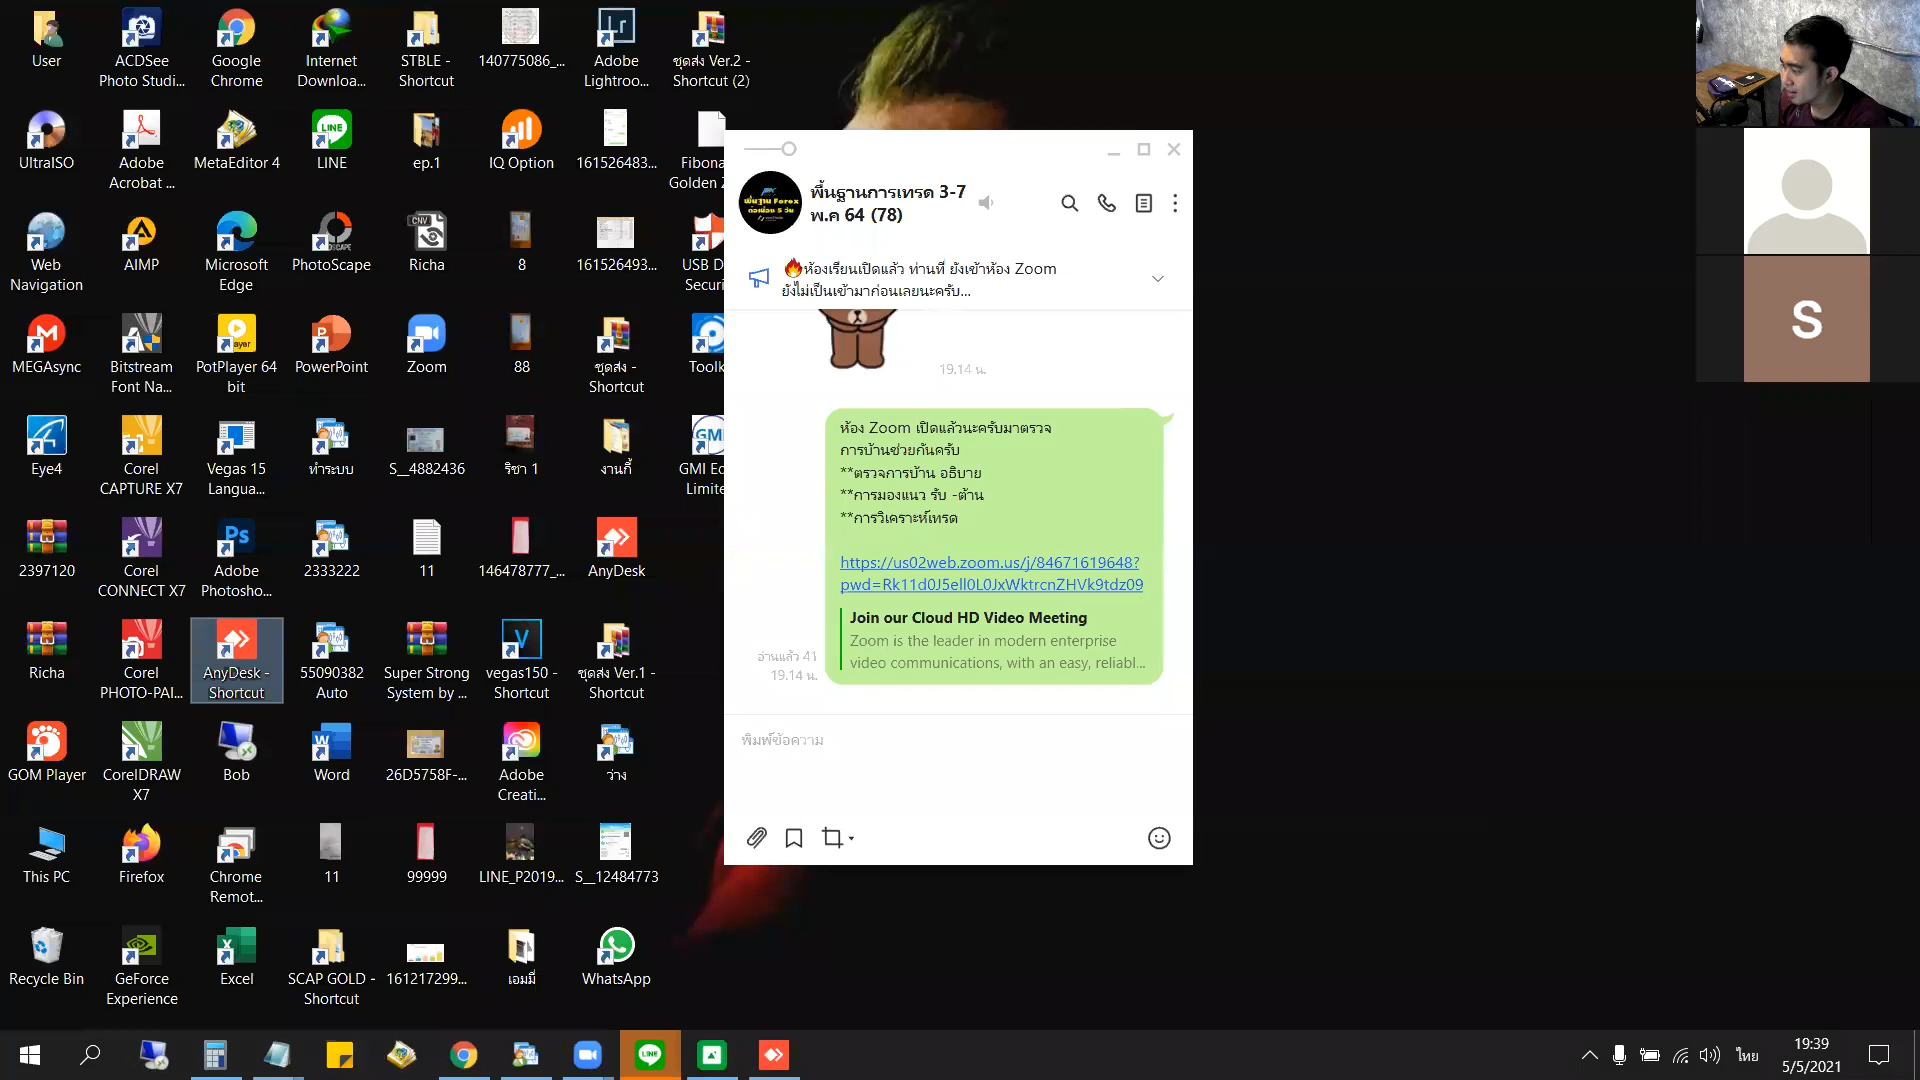 User
ACDSee
Photo Studi...
Google
Chrome
Internet
Downloa...
STBLE -
Shortcut
140775086_...
Adobe
Lightroo...
ชุดส่ง Ver.2 -
Shortcut (2)
UltraISO
Adobe
Acrobat ...
MetaEditor 4
LINE
ep.1
IQ Option
161526483...
Fibona
Golden Z
Web
Navigation
AIMP
Microsoft
Edge
PhotoScape
Richa
8
161526493...
USB D
Securi
MEGAsync
Bitstream
Font Na...
PotPlayer 64
bit
PowerPoint
Zoom
88
ชุดส่ง -
Shortcut
Toolk
Eye4
Corel
CAPTURE X7
Vegas 15
Langua...
ทำระบบ
S__4882436
ริชา 1
งานกี้
GMI Ed
Limite
2397120
Corel
CONNECT X7
Adobe
Photosho...
2333222
11
146478777_...
AnyDesk
Richa
Corel
PHOTO-PAI...
AnyDesk -
Shortcut
55090382
Auto
Super Strong
System by ...
vegas150 -
Shortcut
ชุดส่ง Ver.1 -
Shortcut
GOM Player
CorelDRAW
X7
Bob
Word
26D5758F-...
Adobe
Creati...
ว่าง
This PC
Firefox
Chrome
Remot...
11
99999
LINE_P2019...
S__12484773
Recycle Bin
GeForce
Experience
Excel
SCAP GOLD -
Shortcut
161217299...
เอมมี่
WhatsApp
พื้นฐานการเทรด 3-7
พ.ค 64 (78)
🔥ห้องเรียนเปิดแล้ว ท่านที่ ยังเข้าห้อง Zoom
ยังไม่เป็นเข้ามาก่อนเลยนะครับ...
19.14 น.
ห้อง Zoom เปิดแล้วนะครับมาตรวจ
การบ้านช่วยกันครับ
**ตรวจการบ้าน อธิบาย
**การมองแนว รับ -ต้าน
**การวิเคราะห์เทรด
https://us02web.zoom.us/j/84671619648?
pwd=Rk11d0J5ell0L0JxWktrcnZHVk9tdz09
Join our Cloud HD Video Meeting
Zoom is the leader in modern enterprise
video communications, with an easy, reliabl...
อ่านแล้ว 41
19.14 น.
พิมพ์ข้อความ
S
ไทย
19:39
5/5/2021